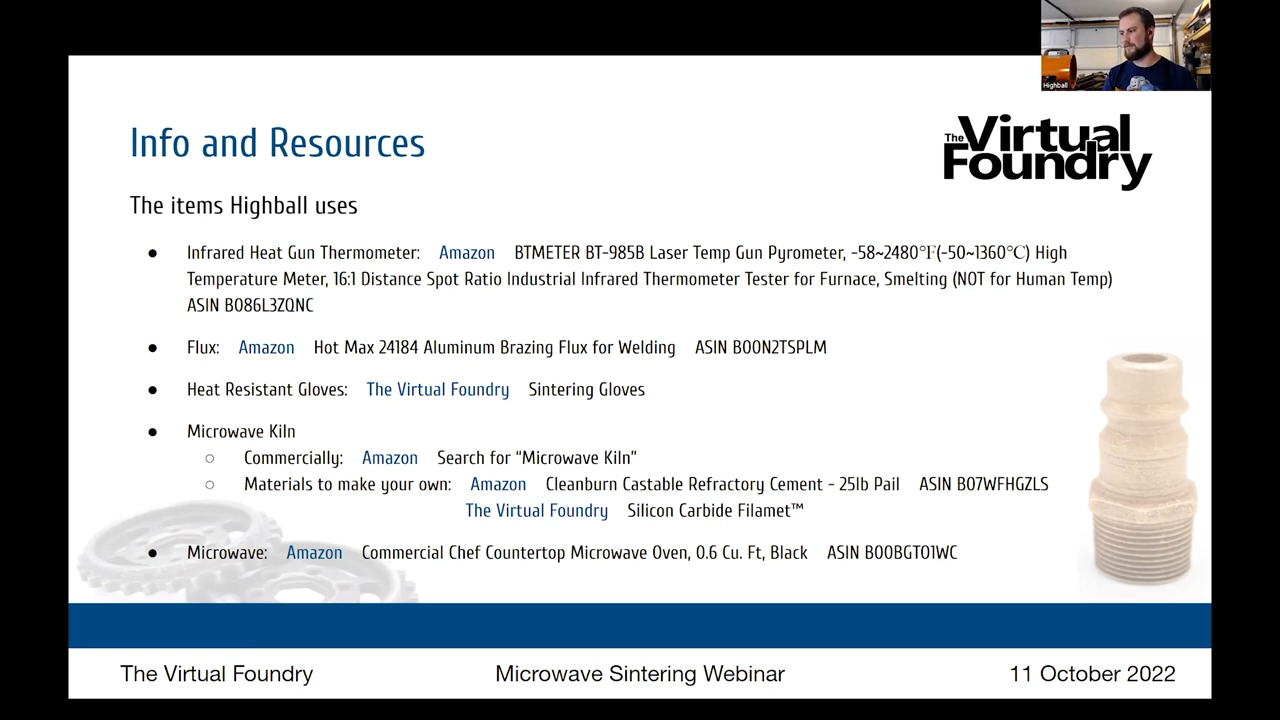 Highball
Info and Resources
The Virtual
Foundry
The items Highball uses
● Infrared Heat Gun Thermometer: Amazon BTMETER BT-985B Laser Temp Gun Pyrometer, -58~2480°F(-50~1360°C) High
Temperature Meter, 16:1 Distance Spot Ratio Industrial Infrared Thermometer Tester for Furnace, Smelting (NOT for Human Temp)
ASIN B086L3ZQNC
● Flux: Amazon Hot Max 24184 Aluminum Brazing Flux for Welding ASIN B00N2TSPLM
● Heat Resistant Gloves: The Virtual Foundry Sintering Gloves
● Microwave Kiln
○ Commercially: Amazon Search for “Microwave Kiln”
○ Materials to make your own: Amazon Cleanburn Castable Refractory Cement - 25lb Pail ASIN B07WFHGZLS
The Virtual Foundry Silicon Carbide Filamet™
● Microwave: Amazon Commercial Chef Countertop Microwave Oven, 0.6 Cu. Ft, Black ASIN B00BGTO1WC
The Virtual Foundry
Microwave Sintering Webinar
11 October 2022